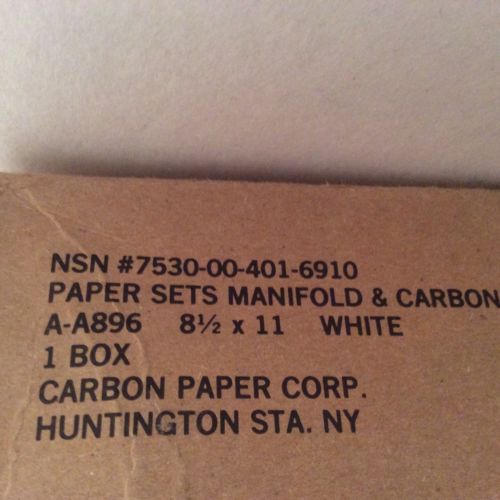 NSN #7530-00-401-6910
PAPER SETS MANIFOLD & CARBON
A-A896 8½ x 11 WHITE
1 BOX
CARBON PAPER CORP.
HUNTINGTON STA. NY